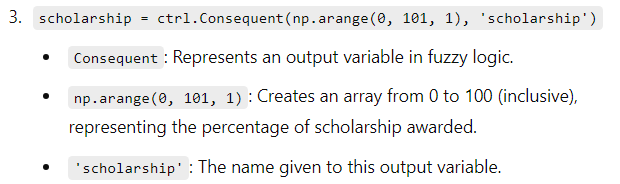 3. scholarship = ctrl.Consequent(np.arange(0, 101, 1), 'scholarship')
• Consequent : Represents an output variable in fuzzy logic.
• np.arange(0, 101, 1) : Creates an array from 0 to 100 (inclusive),
representing the percentage of scholarship awarded.
• 'scholarship' : The name given to this output variable.